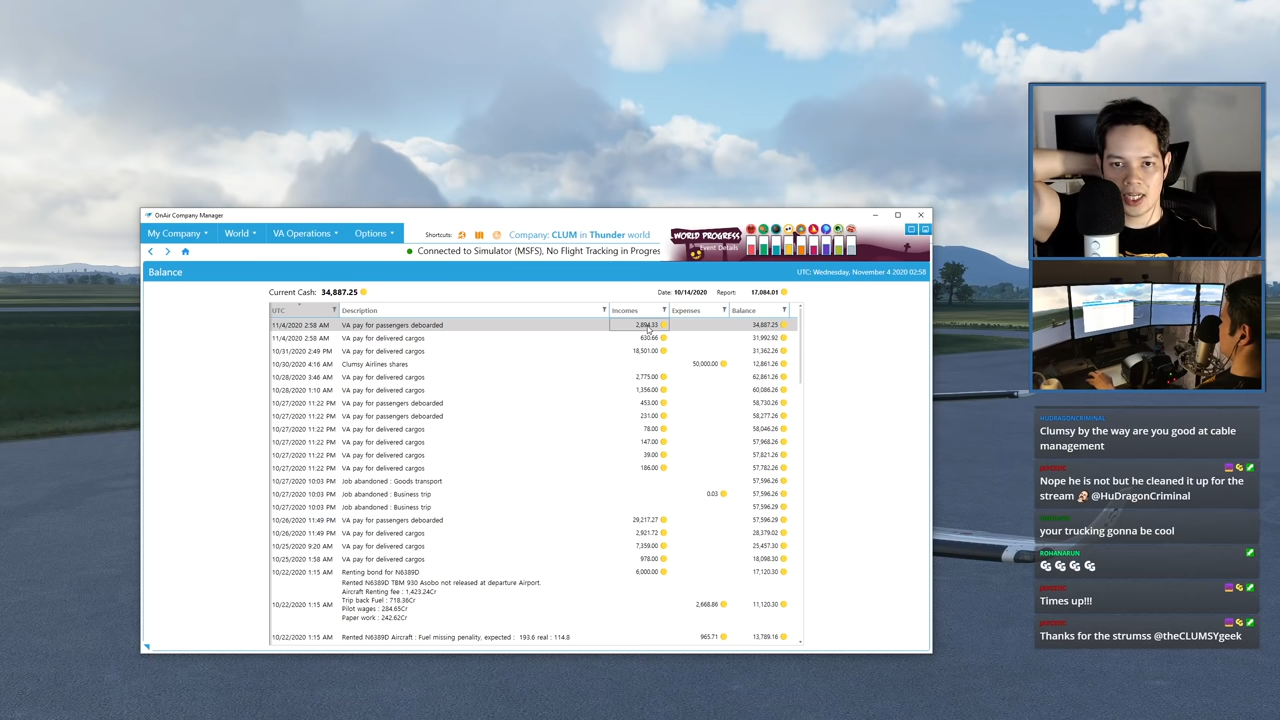 OnAir Company Manager
My Company World VA Operations Options
Shortcuts: Company: CLUM in Thunder world
WORLD PROGRESS
Event Details
Connected to Simulator (MSFS), No Flight Tracking in Progres
Balance UTC: Wednesday, November 4 2020 02:58
Current Cash: 34,887.25 Date: 10/14/2020 Report: 17,084.01
UTC Description Incomes Expenses Balance
11/4/2020 2:58 AM VA pay for passengers deboarded 2,894.33 34,887.25
11/4/2020 2:58 AM VA pay for delivered cargos 630.66 31,992.92
10/31/2020 2:49 PM VA pay for delivered cargos 18,501.00 31,362.26
10/30/2020 4:16 AM Clumsy Airlines shares 50,000.00 12,861.26
10/28/2020 3:46 AM VA pay for delivered cargos 2,775.00 62,861.26
10/28/2020 1:10 AM VA pay for delivered cargos 1,356.00 60,086.26
10/27/2020 11:22 PM VA pay for passengers deboarded 453.00 58,730.26
10/27/2020 11:22 PM VA pay for passengers deboarded 231.00 58,277.26
10/27/2020 11:22 PM VA pay for delivered cargos 78.00 58,046.26
10/27/2020 11:22 PM VA pay for delivered cargos 147.00 57,968.26
10/27/2020 11:22 PM VA pay for delivered cargos 39.00 57,821.26
10/27/2020 11:22 PM VA pay for delivered cargos 186.00 57,782.26
10/27/2020 10:03 PM Job abandoned : Goods transport 57,596.26
10/27/2020 10:03 PM Job abandoned : Business trip 0.03 57,596.26
10/27/2020 10:03 PM Job abandoned : Business trip 57,596.29
10/26/2020 11:49 PM VA pay for passengers deboarded 29,217.27 57,596.29
10/26/2020 11:49 PM VA pay for delivered cargos 2,921.72 28,379.02
10/25/2020 9:20 AM VA pay for delivered cargos 7,359.00 25,457.30
10/25/2020 1:58 AM VA pay for delivered cargos 978.00 18,098.30
10/22/2020 1:15 AM Renting bond for N6389D 6,000.00 17,120.30
Rented N6389D TBM 930 Asobo not released at departure Airport.
Aircraft Renting fee : 1,423.24Cr
Trip back Fuel : 718.36Cr
10/22/2020 1:15 AM Pilot wages : 284.65Cr 2,668.86 11,120.30
Paper work : 242.62Cr
10/22/2020 1:15 AM Rented N6389D Aircraft : Fuel missing penality, expected : 193.6 real : 114.8 965.71 13,789.16
HUDRAGONCRIMINAL
Clumsy by the way are you good at cable
management
Nope he is not but he cleaned it up for the
stream @HuDragonCriminal
your trucking gonna be cool
ROHANARUN
Times up!!!
Thanks for the strumss @theCLUMSYgeek